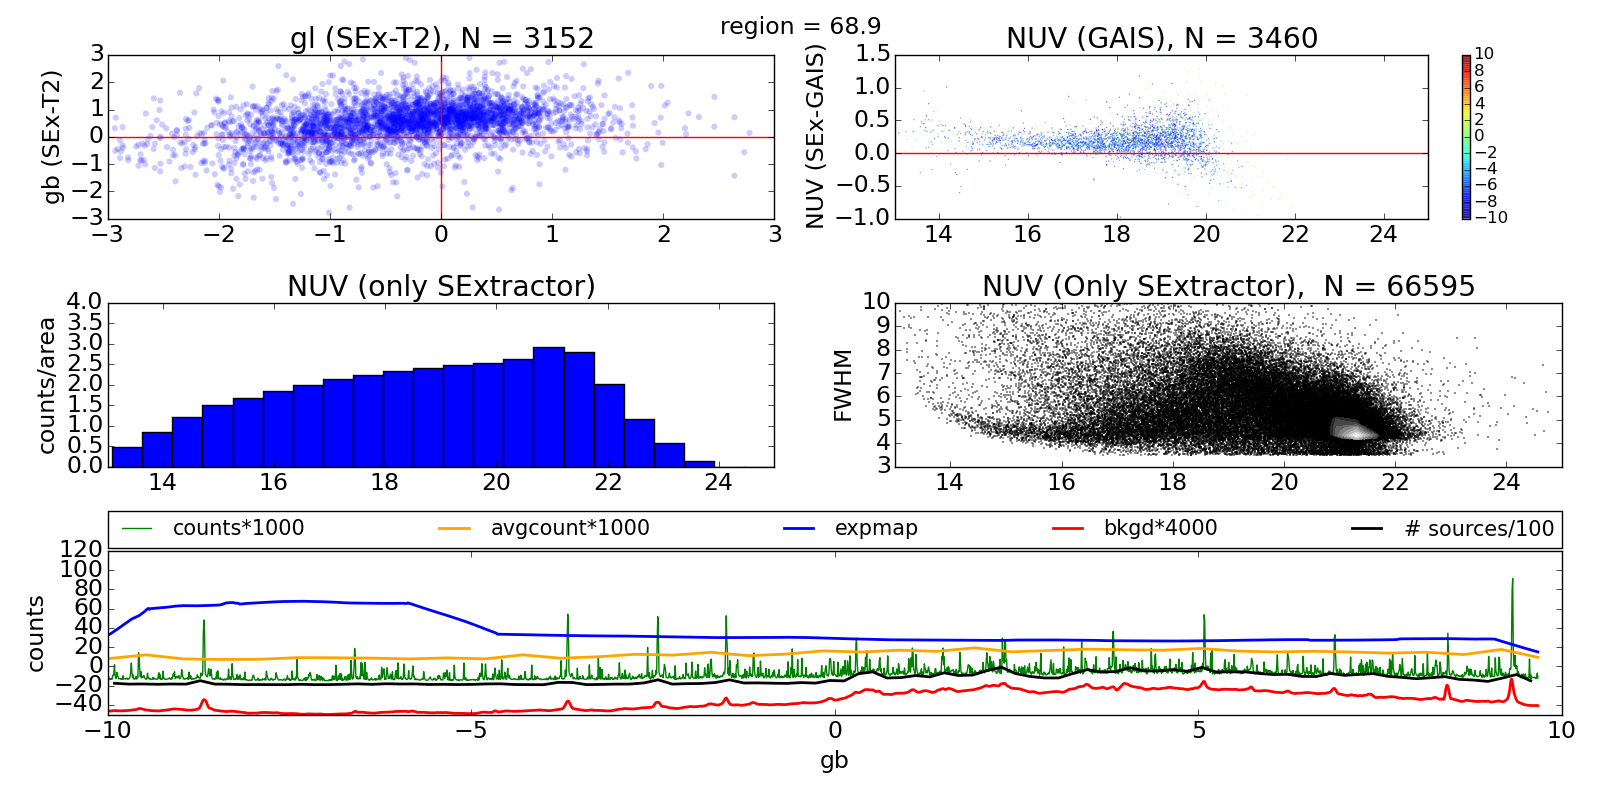 region = 68.9
gl (SEx-T2), N = 3152
gb (SEx-T2)
3
2
1
0
−1
−2
−3
−3 −2 −1 0 1 2 3
NUV (GAIS), N = 3460
NUV (SEx-GAIS)
1.5
1.0
0.5
0.0
−0.5
−1.0
14 16 18 20 22 24
10
8
6
4
2
0
−2
−4
−6
−8
−10
NUV (only SExtractor)
counts/area
4.0
3.5
3.0
2.5
2.0
1.5
1.0
0.5
0.0
14 16 18 20 22 24
NUV (Only SExtractor), N = 66595
FWHM
10
9
8
7
6
5
4
3
14 16 18 20 22 24
counts*1000 avgcount*1000 expmap bkgd*4000 # sources/100
counts
120
100
80
60
40
20
0
−20
−40
−10 −5 0 5 10
gb